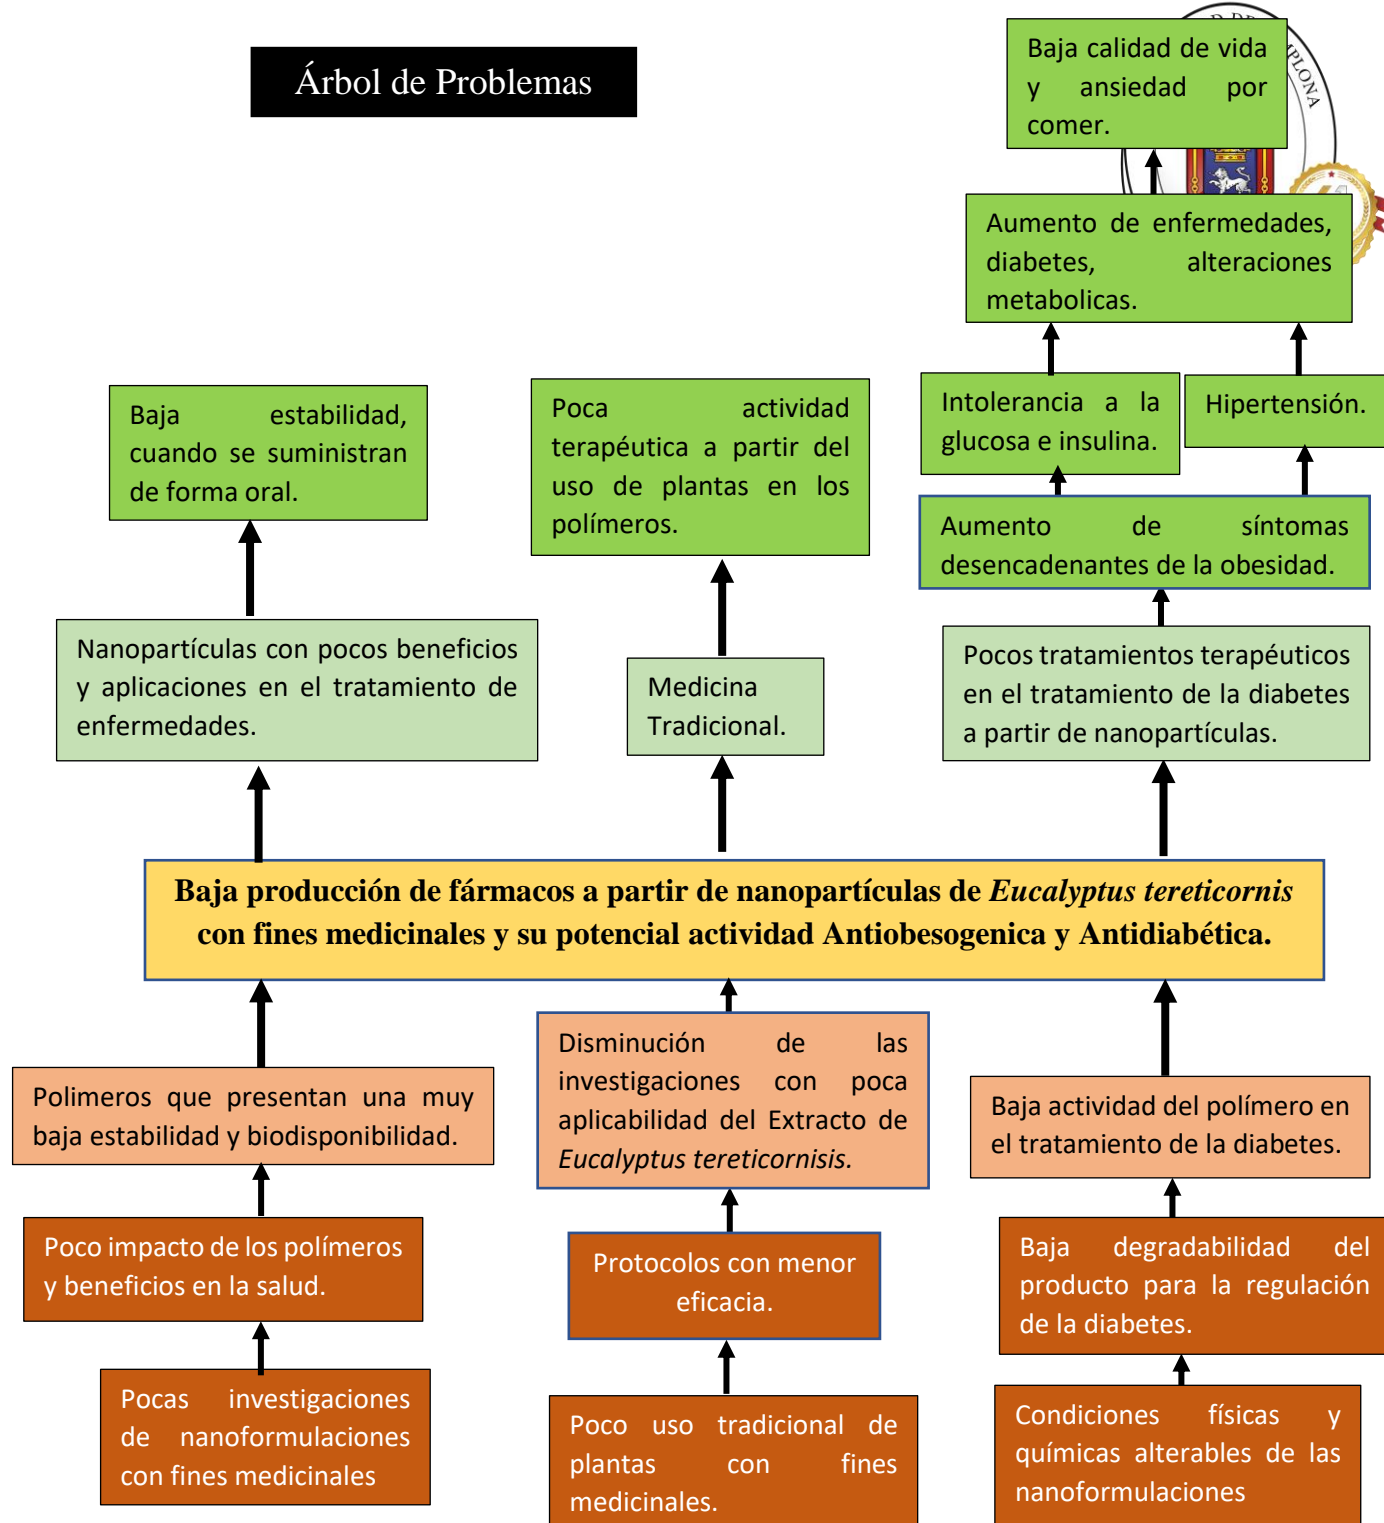 Árbol de Problemas
Baja calidad de vida
y ansiedad por
comer.
PLONA
Aumento de enfermedades,
diabetes, alteraciones
metabolicas.
Intolerancia a la
glucosa e insulina.
Hipertensión.
Aumento de síntomas
desencadenantes de la obesidad.
Baja estabilidad,
cuando se suministran
de forma oral.
Poca actividad
terapéutica a partir del
uso de plantas en los
polímeros.
Nanopartículas con pocos beneficios
y aplicaciones en el tratamiento de
enfermedades.
Medicina
Tradicional.
Pocos tratamientos terapéuticos
en el tratamiento de la diabetes
a partir de nanopartículas.
Baja producción de fármacos a partir de nanopartículas de Eucalyptus tereticornis
con fines medicinales y su potencial actividad Antiobesogenica y Antidiabética.
Polimeros que presentan una muy
baja estabilidad y biodisponibilidad.
Disminución de las
investigaciones con poca
aplicabilidad del Extracto de
Eucalyptus tereticornisis.
Baja actividad del polímero en
el tratamiento de la diabetes.
Poco impacto de los polímeros
y beneficios en la salud.
Protocolos con menor
eficacia.
Baja degradabilidad del
producto para la regulación
de la diabetes.
Pocas investigaciones
de nanoformulaciones
con fines medicinales
Poco uso tradicional de
plantas con fines
medicinales.
Condiciones físicas y
químicas alterables de las
nanoformulaciones